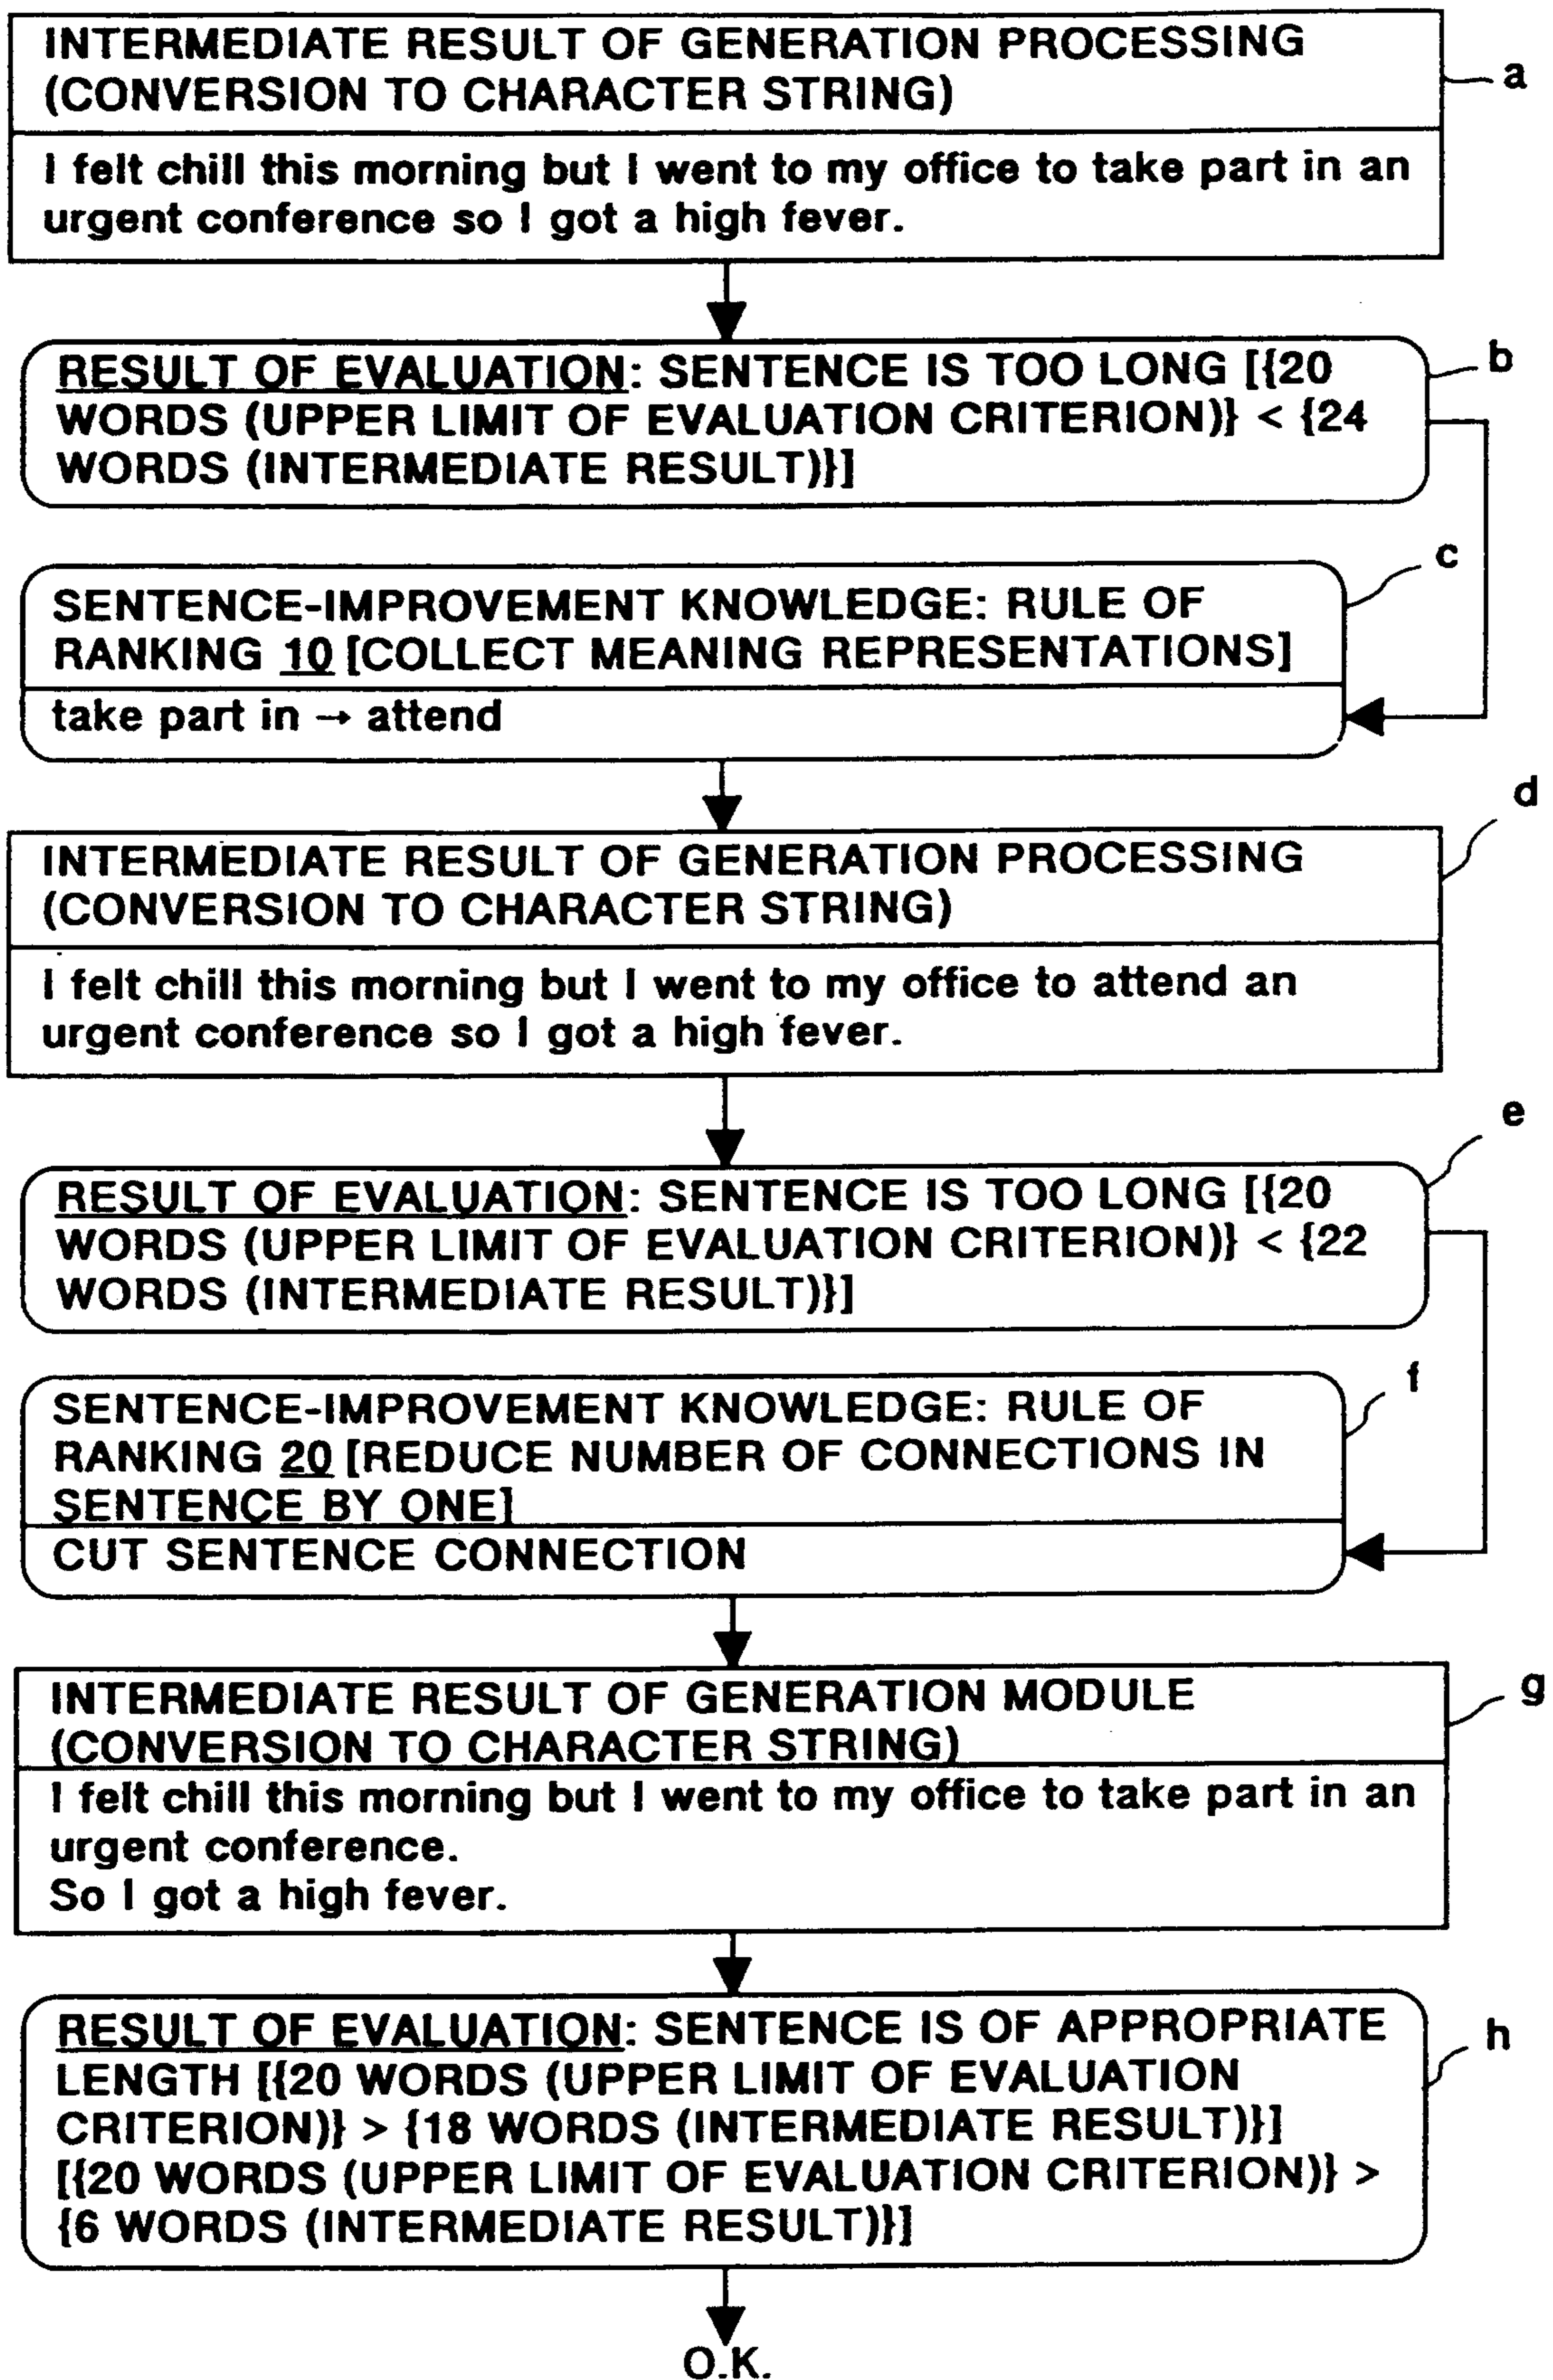 INTERMEDIATE RESULT OF GENERATION PROCESSING
(CONVERSION TO CHARACTER STRING)
a
I felt chill this morning but I went to my office to take part in an
urgent conference so I got a high fever.
RESULT OF EVALUATION: SENTENCE IS TOO LONG [{20
b
WORDS (UPPER LIMIT OF EVALUATION CRITERION)} < {24
WORDS (INTERMEDIATE RESULT)}]
c
SENTENCE-IMPROVEMENT KNOWLEDGE: RULE OF
RANKING 10 [COLLECT MEANING REPRESENTATIONS]
take part in → attend
d
INTERMEDIATE RESULT OF GENERATION PROCESSING
(CONVERSION TO CHARACTER STRING)
I felt chill this morning but I went to my office to attend an
urgent conference so I got a high fever.
e
RESULT OF EVALUATION: SENTENCE IS TOO LONG [{20
WORDS (UPPER LIMIT OF EVALUATION CRITERION)} < {22
WORDS (INTERMEDIATE RESULT)}]
f
SENTENCE-IMPROVEMENT KNOWLEDGE: RULE OF
RANKING 20 [REDUCE NUMBER OF CONNECTIONS IN
SENTENCE BY ONE]
CUT SENTENCE CONNECTION
INTERMEDIATE RESULT OF GENERATION MODULE
g
(CONVERSION TO CHARACTER STRING)
I felt chill this morning but I went to my office to take part in an
urgent conference.
So I got a high fever.
RESULT OF EVALUATION: SENTENCE IS OF APPROPRIATE
h
LENGTH [{20 WORDS (UPPER LIMIT OF EVALUATION
CRITERION)} > {18 WORDS (INTERMEDIATE RESULT)}]
[{20 WORDS (UPPER LIMIT OF EVALUATION CRITERION)} >
{6 WORDS (INTERMEDIATE RESULT)}]
O.K.